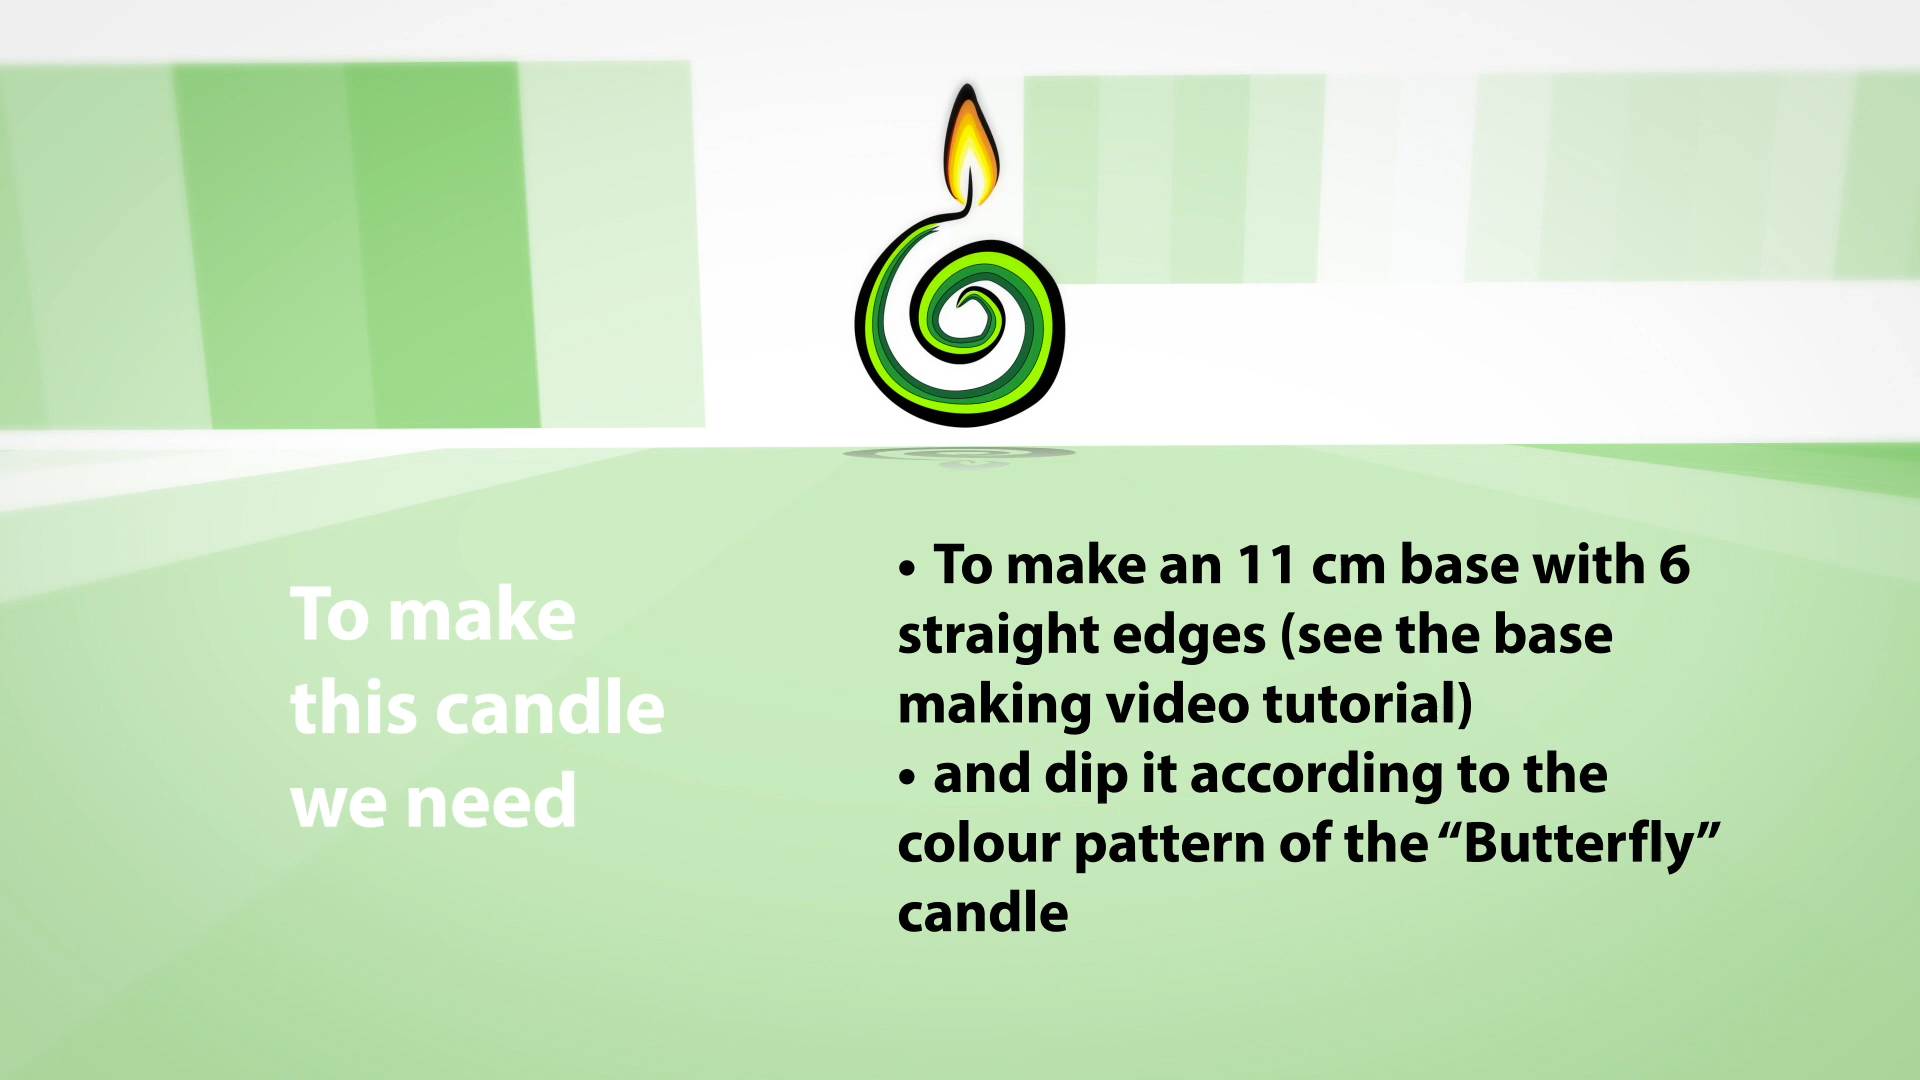 To make
this candle
we need
• To make an 11 cm base with 6
straight edges (see the base
making video tutorial)
• and dip it according to the
colour pattern of the “Butterfly”
candle